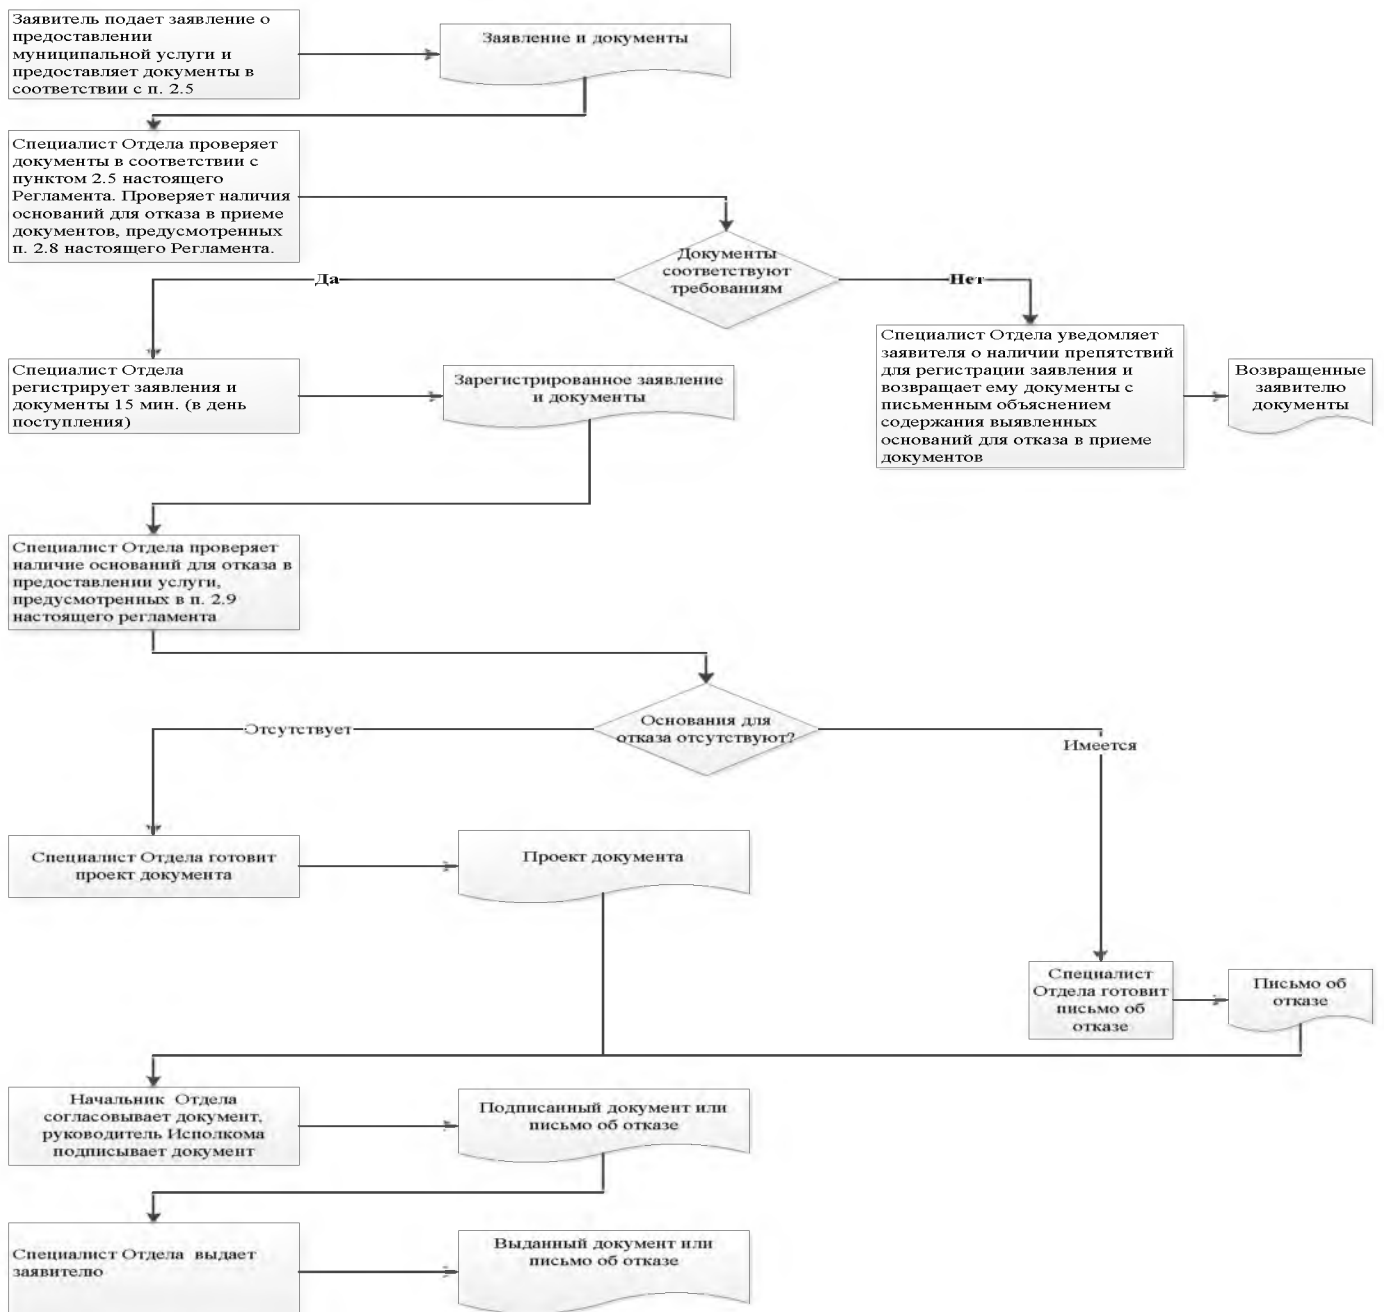 Заявитель подает заявление о
предоставлении
муниципальной услуги и
предоставляет документы в
соответствии с п. 2.5
Заявление и документы
Специалист Отдела проверяет
документы в соответствии с
пунктом 2.5 настоящего
Регламента. Проверяет наличия
оснований для отказа в приеме
документов, предусмотренных
п. 2.8 настоящего Регламента.
Документы
соответствуют
требованиям
Да
Нет
Специалист Отдела
регистрирует заявления и
документы 15 мин. (в день
поступления)
Зарегистрированное заявление
и документы
Специалист Отдела уведомляет
заявителя о наличии препятствий
для регистрации заявления и
возвращает ему документы с
письменным объяснением
содержания выявленных
оснований для отказа в приеме
документов
Возвращенные
заявителю
документы
Специалист Отдела проверяет
наличие оснований для отказа в
предоставлении услуги,
предусмотренных в п. 2.9
настоящего регламента
Основания для
отказа отсутствуют?
Отсутствует
Имеется
Специалист Отдела готовит
проект документа
Проект документа
Специалист
Отдела готовит
письмо об
отказе
Письмо об
отказе
Начальник Отдела
согласовывает документ,
руководитель Исполкома
подписывает документ
Подписанный документ или
письмо об отказе
Специалист Отдела выдает
заявителю
Выданный документ или
письмо об отказе